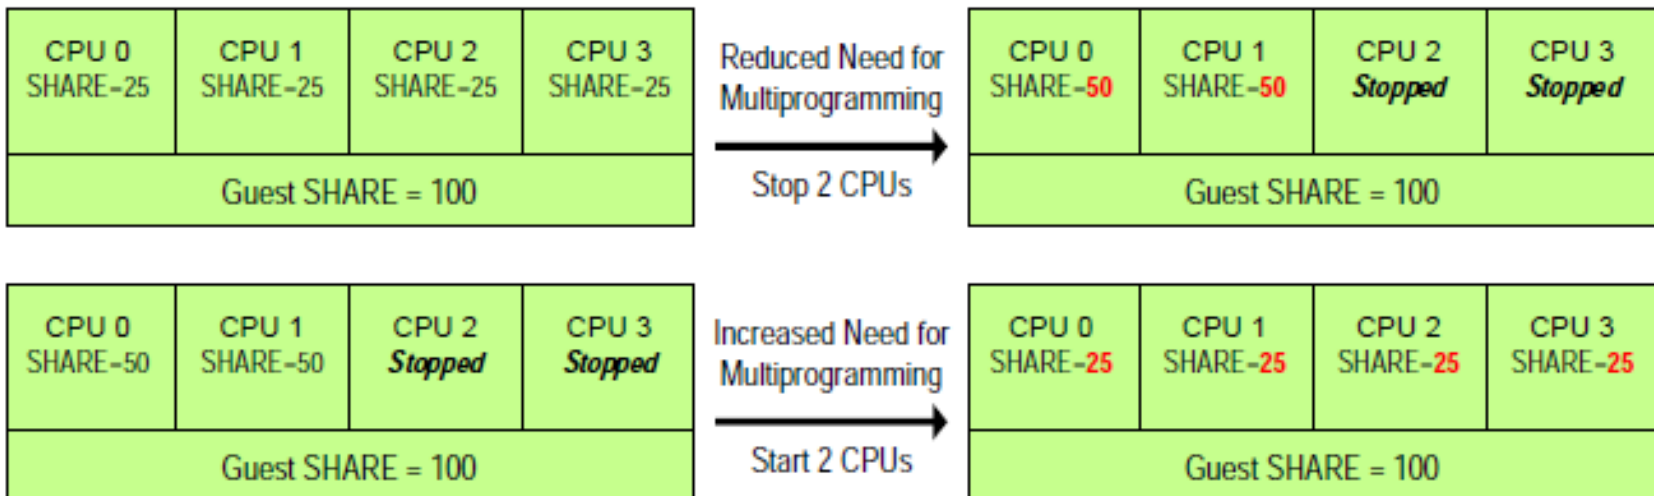 CPU 0
SHARE=25
CPU 1
SHARE=25
CPU 2
SHARE=25
CPU 3
SHARE=25
Guest SHARE = 100
Reduced Need for
Multiprogramming
Stop 2 CPUs
CPU 0
SHARE=50
CPU 1
SHARE=50
CPU 2
Stopped
CPU 3
Stopped
Guest SHARE = 100
CPU 0
SHARE=50
CPU 1
SHARE=50
CPU 2
Stopped
CPU 3
Stopped
Guest SHARE = 100
Increased Need for
Multiprogramming
Start 2 CPUs
CPU 0
SHARE=25
CPU 1
SHARE=25
CPU 2
SHARE=25
CPU 3
SHARE=25
Guest SHARE = 100